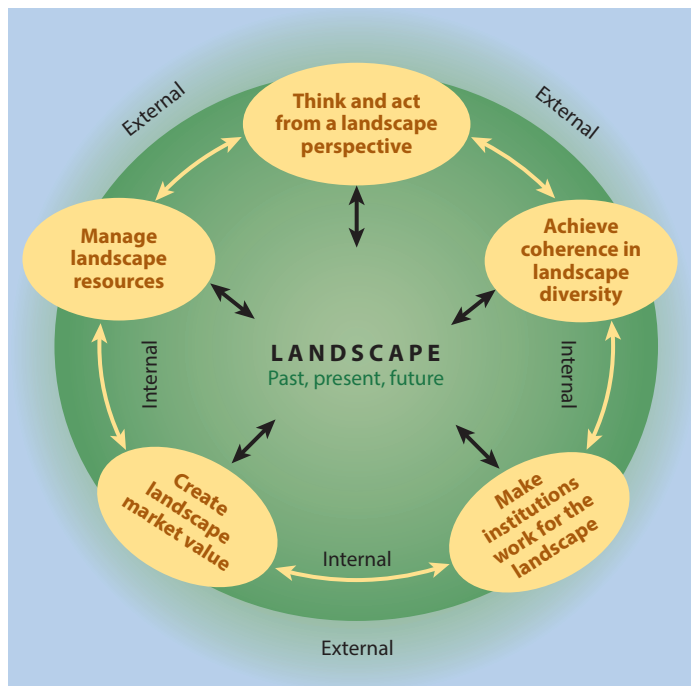 External
External
Think and act
from a landscape
perspective
Manage
landscape
resources
Achieve
coherence in
landscape
diversity
LANDSCAPE
Past, present, future
Internal
Internal
Create
landscape
market value
Make
institutions
work for the
landscape
Internal
External